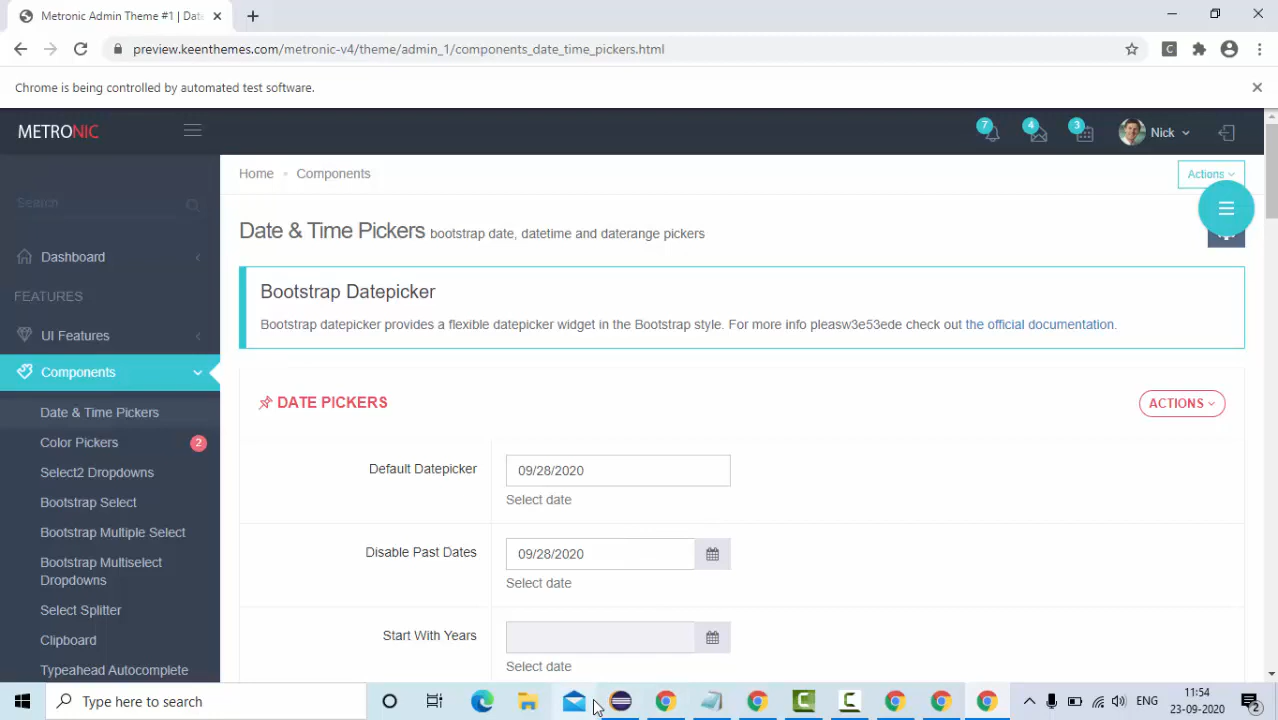 Metronic Admin Theme #1 | Dat
preview.keenthemes.com/metronic-v4/theme/admin_1/components_date_time_pickers.html
C
Chrome is being controlled by automated test software.
METRONIC
7
4
3
Nick
Home
Components
Actions
Search
Date & Time Pickers bootstrap date, datetime and daterange pickers
Dashboard
FEATURES
Bootstrap Datepicker
Bootstrap datepicker provides a flexible datepicker widget in the Bootstrap style. For more info pleasw3e53ede check out the official documentation.
UI Features
Components
Date & Time Pickers
Color Pickers 2
Select2 Dropdowns
Bootstrap Select
Bootstrap Multiple Select
Bootstrap Multiselect
Dropdowns
Select Splitter
Clipboard
Typeahead Autocomplete
DATE PICKERS
ACTIONS
Default Datepicker
09/28/2020
Select date
Disable Past Dates
09/28/2020
Select date
Start With Years
Select date
Type here to search
ENG
11:54
23-09-2020
2